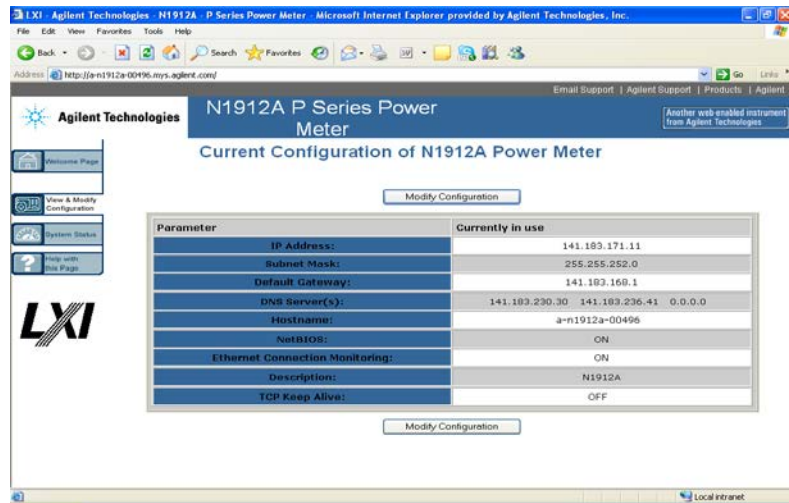 LXI - Agilent Technologies - N1912A - P Series Power Meter - Microsoft Internet Explorer provided by Agilent Technologies, Inc.
File Edit View Favorites Tools Help
Back Search Favorites
Address http://a-n1912a-00496.mys.agilent.com/ Go Links
Email Support | Agilent Support | Products | Agilent
Agilent Technologies
N1912A P Series Power Meter
Another web-enabled instrument
from Agilent Technologies
Welcome Page
View & Modify
Configuration
System Status
Help with
this Page
LXI
Current Configuration of N1912A Power Meter
Modify Configuration
Parameter Currently in use
IP Address: 141.183.171.11
Subnet Mask: 255.255.252.0
Default Gateway: 141.183.168.1
DNS Server(s): 141.183.230.30 141.183.236.41 0.0.0.0
Hostname: a-n1912a-00496
NetBIOS: ON
Ethernet Connection Monitoring: ON
Description: N1912A
TCP Keep Alive: OFF
Modify Configuration
Local intranet